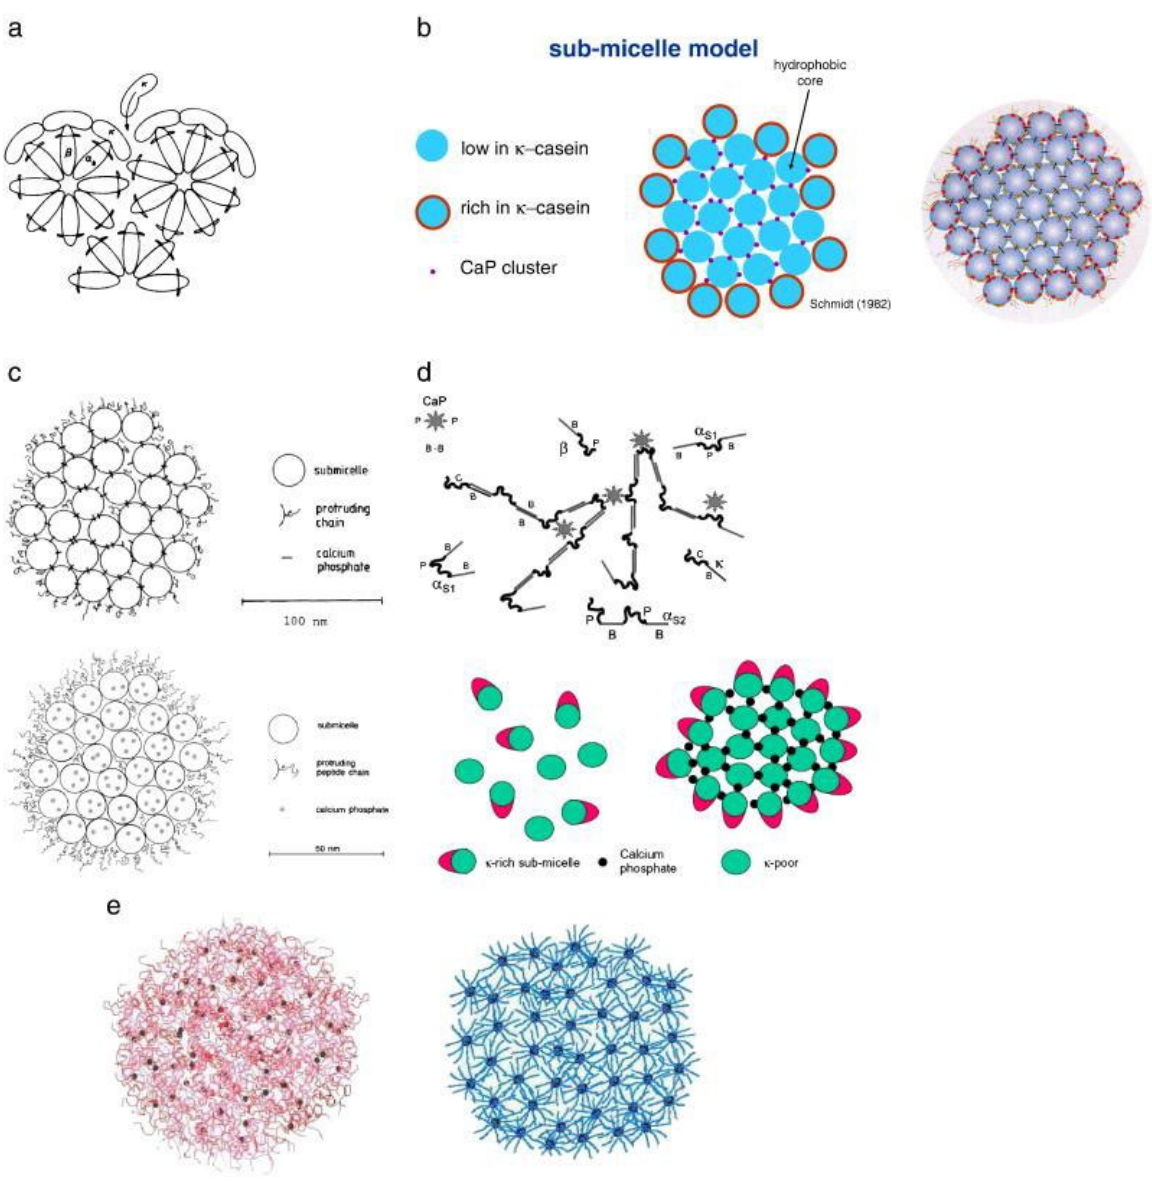 a
κ
κ
β
αs
b
sub-micelle model
hydrophobic
core
low in κ–casein
rich in κ–casein
CaP cluster
Schmidt (1982)
c
submicelle
protruding
chain
calcium
phosphate
100 nm
submicelle
protruding
peptide chain
calcium phosphate
50 nm
d
CaP
P P
B-B
B
P
β
αS1
B P B
C
B
B
B
P B
αS1
C
κ
B
P P αS2
B B
κ-rich sub-micelle
Calcium
phosphate
κ-poor
e